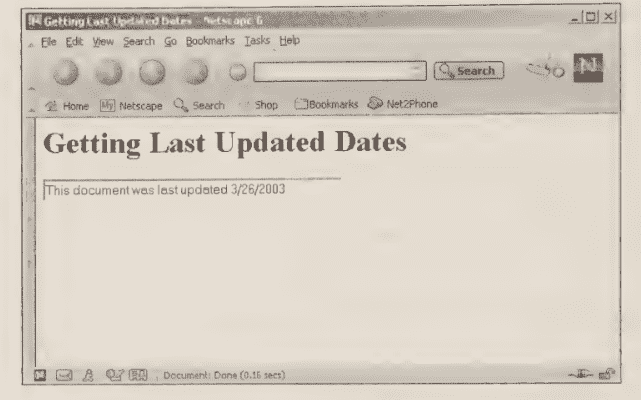 Getting Last Updated Dates - Netscape 6
File Edit View Search Go Bookmarks Tasks Help
Search
N
Home My Netscape Search Shop Bookmarks Net2Phone
Getting Last Updated Dates
This document was last updated 3/26/2003
Document: Done (0.16 secs)